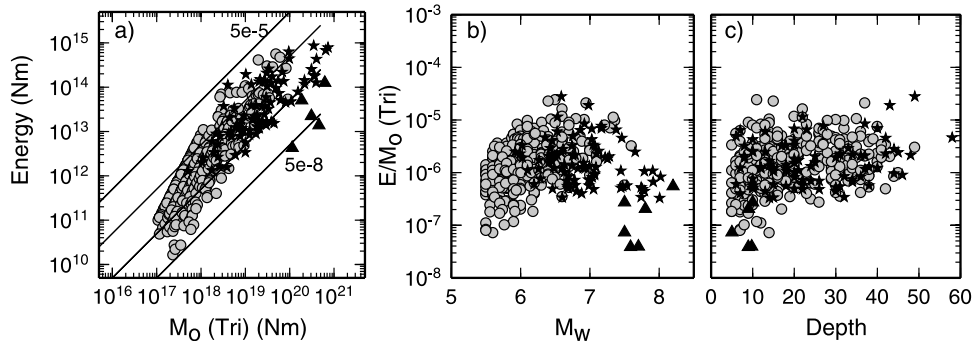 a)
5e-5
5e-8
10^15
10^14
10^13
10^12
10^11
10^10
Energy (Nm)
10^16 10^17 10^18 10^19 10^20 10^21
M_O (Tri) (Nm)
b)
10^-3
10^-4
10^-5
10^-6
10^-7
10^-8
E/M_O (Tri)
5 6 7 8
M_W
c)
0 10 20 30 40 50 60
Depth